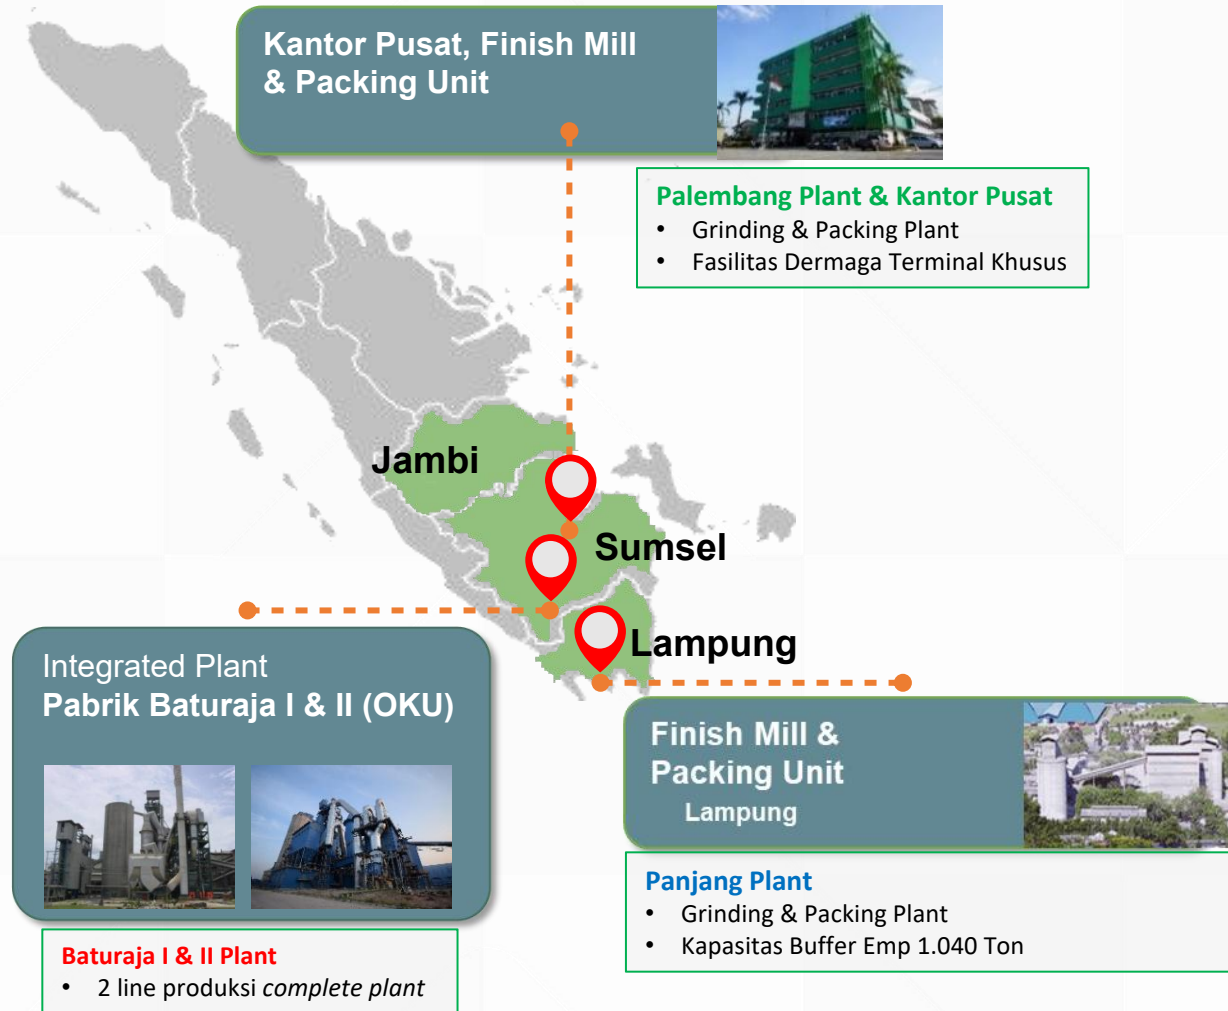 Kantor Pusat, Finish Mill
& Packing Unit
Palembang Plant & Kantor Pusat
• Grinding & Packing Plant
• Fasilitas Dermaga Terminal Khusus
Jambi
Sumsel
Lampung
Integrated Plant
Pabrik Baturaja I & II (OKU)
Baturaja I & II Plant
• 2 line produksi complete plant
Finish Mill &
Packing Unit
Lampung
Panjang Plant
• Grinding & Packing Plant
• Kapasitas Buffer Emp 1.040 Ton